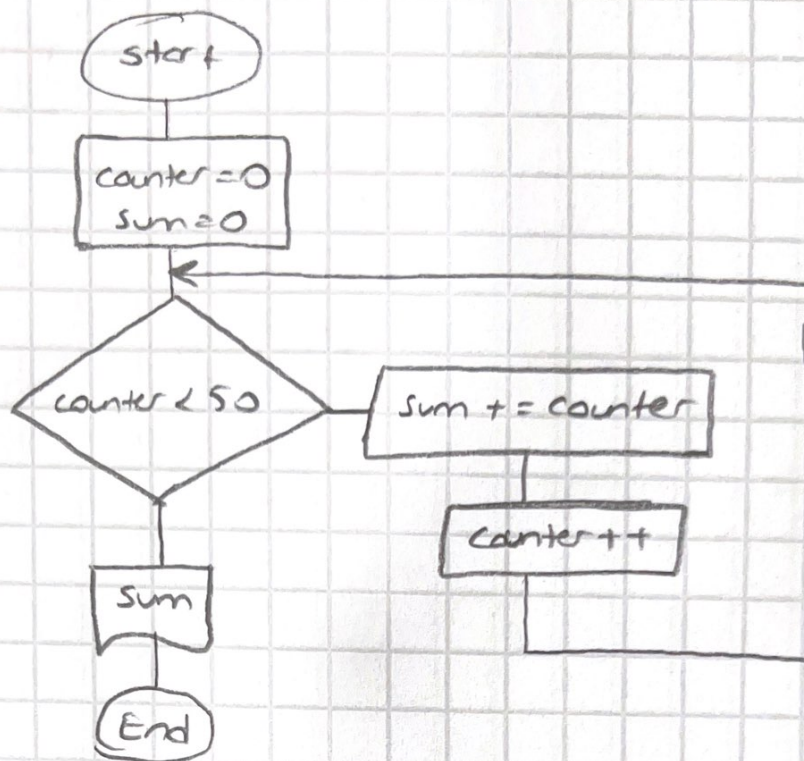 start
counter = 0
sum = 0
counter < 50
sum + = counter
counter + +
sum
End